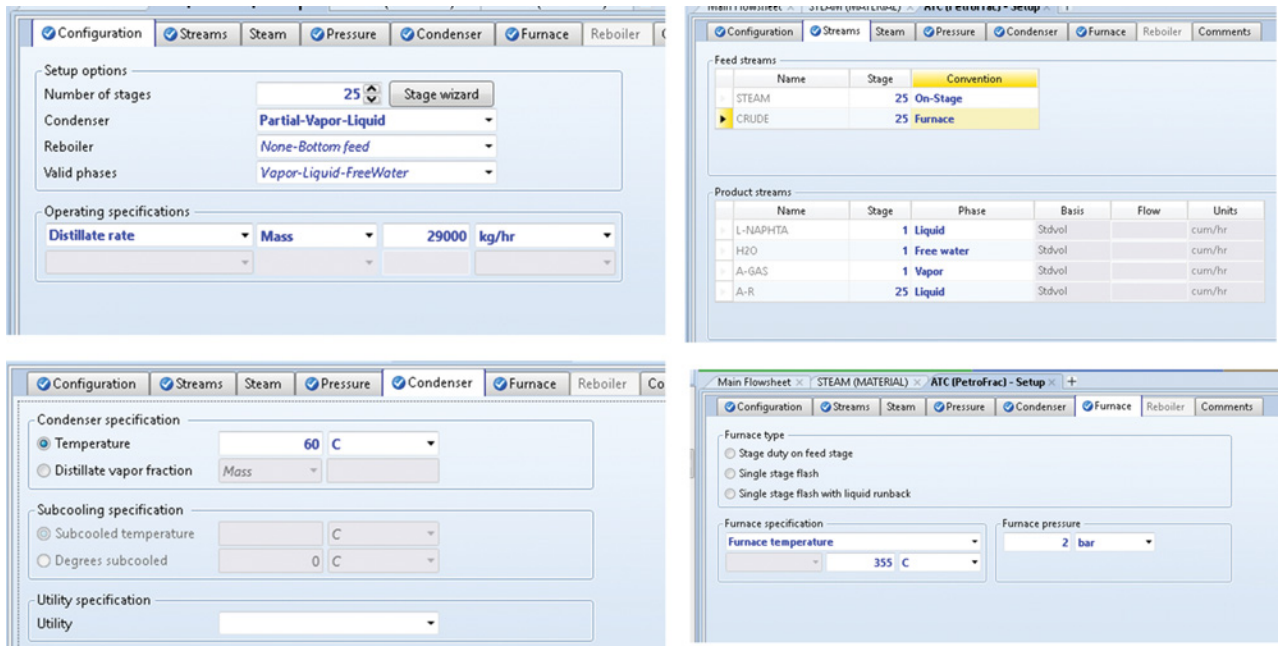 Configuration Streams Steam Pressure Condenser Furnace Reboiler
Setup options
Number of stages 25 Stage wizard
Condenser Partial-Vapor-Liquid
Reboiler None-Bottom feed
Valid phases Vapor-Liquid-FreeWater
Operating specifications
Distillate rate Mass 29000 kg/hr
Main Flowsheet × STEAM (MATERIAL) × ATC (PetroFrac) - Setup × +
Configuration Streams Steam Pressure Condenser Furnace Reboiler Comments
Feed streams
Name Stage Convention
STEAM 25 On-Stage
CRUDE 25 Furnace
Product streams
Name Stage Phase Basis Flow Units
L-NAPHTA 1 Liquid Stdvol cum/hr
H2O 1 Free water Stdvol cum/hr
A-GAS 1 Vapor Stdvol cum/hr
A-R 25 Liquid Stdvol cum/hr
Configuration Streams Steam Pressure Condenser Furnace Reboiler Co
Condenser specification
Temperature 60 C
Distillate vapor fraction Mass
Subcooling specification
Subcooled temperature C
Degrees subcooled 0 C
Utility specification
Utility
Main Flowsheet × STEAM (MATERIAL) × ATC (PetroFrac) - Setup × +
Configuration Streams Steam Pressure Condenser Furnace Reboiler Comments
Furnace type
Stage duty on feed stage
Single stage flash
Single stage flash with liquid runback
Furnace specification Furnace pressure
Furnace temperature 2 bar
355 C